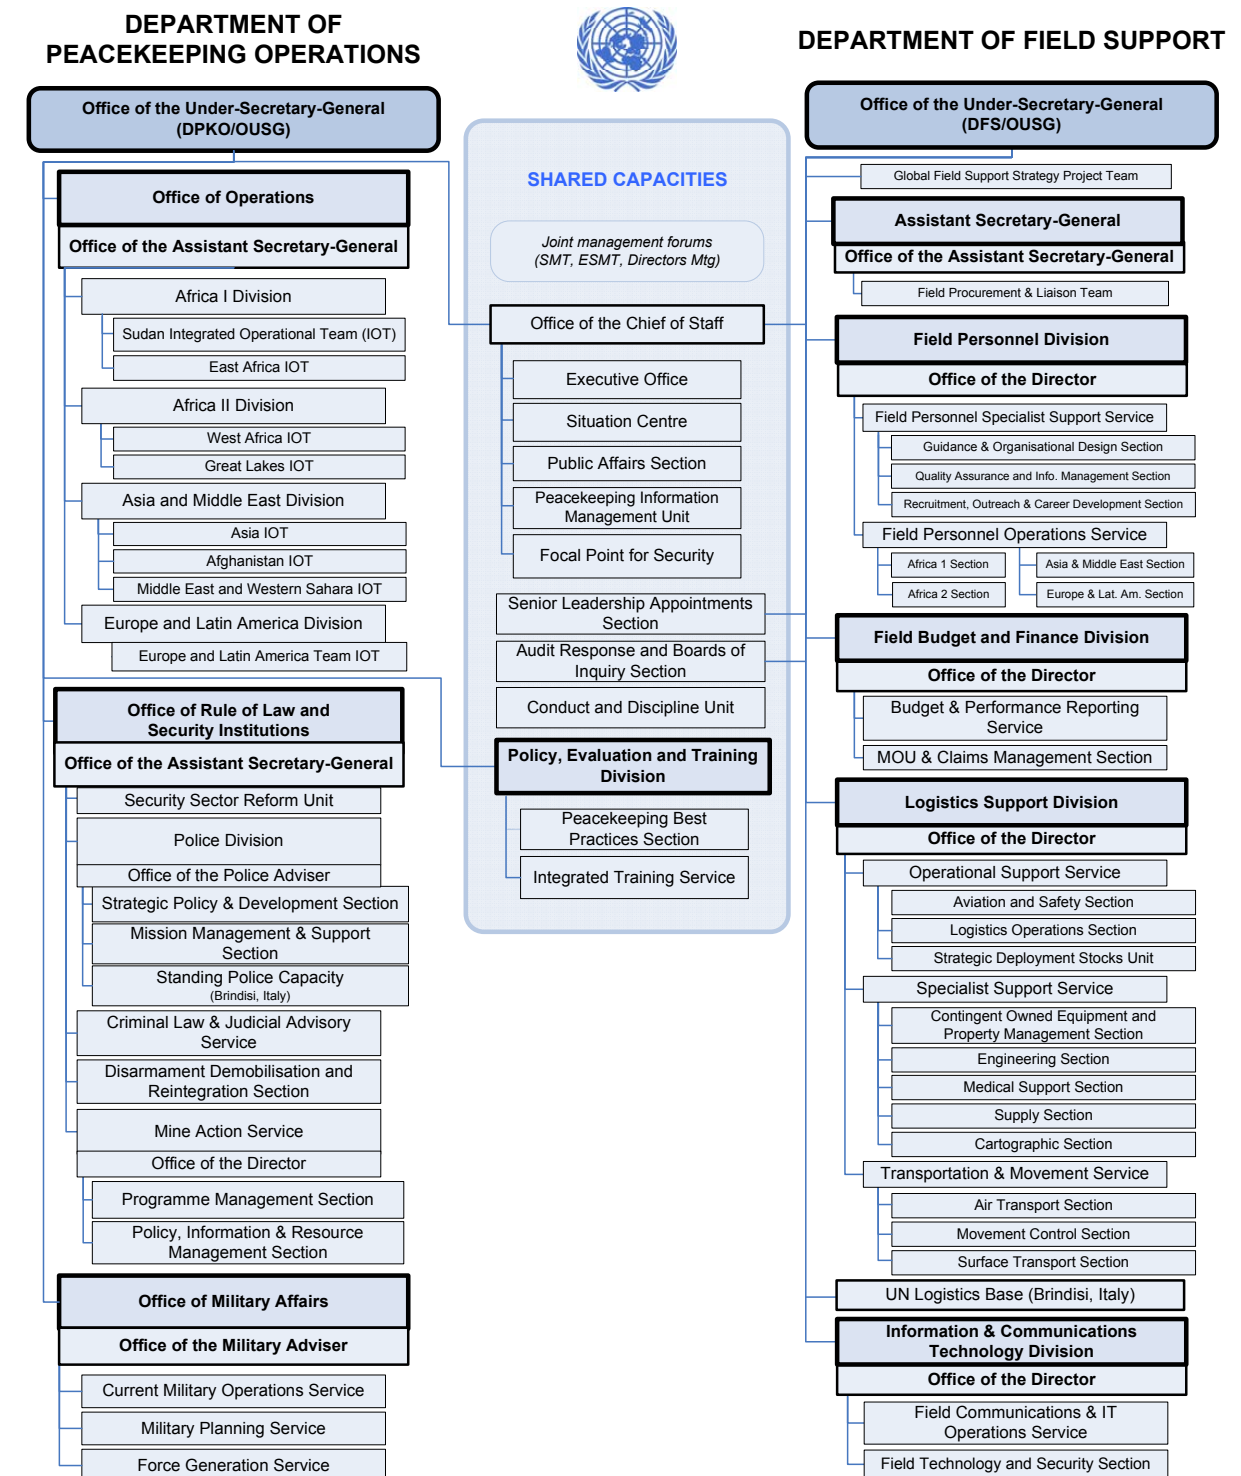 DEPARTMENT OF
PEACEKEEPING OPERATIONS
Office of the Under-Secretary-General
(DPKO/OUSG)
Office of Operations
Office of the Assistant Secretary-General
Africa I Division
Sudan Integrated Operational Team (IOT)
East Africa IOT
Africa II Division
West Africa IOT
Great Lakes IOT
Asia and Middle East Division
Asia IOT
Afghanistan IOT
Middle East and Western Sahara IOT
Europe and Latin America Division
Europe and Latin America Team IOT
Office of Rule of Law and
Security Institutions
Office of the Assistant Secretary-General
Security Sector Reform Unit
Police Division
Office of the Police Adviser
Strategic Policy & Development Section
Mission Management & Support
Section
Standing Police Capacity
(Brindisi, Italy)
Criminal Law & Judicial Advisory
Service
Disarmament Demobilisation and
Reintegration Section
Mine Action Service
Office of the Director
Programme Management Section
Policy, Information & Resource
Management Section
Office of Military Affairs
Office of the Military Adviser
Current Military Operations Service
Military Planning Service
Force Generation Service
SHARED CAPACITIES
Joint management forums
(SMT, ESMT, Directors Mtg)
Office of the Chief of Staff
Executive Office
Situation Centre
Public Affairs Section
Peacekeeping Information
Management Unit
Focal Point for Security
Senior Leadership Appointments
Section
Audit Response and Boards of
Inquiry Section
Conduct and Discipline Unit
Policy, Evaluation and Training
Division
Peacekeeping Best
Practices Section
Integrated Training Service
DEPARTMENT OF FIELD SUPPORT
Office of the Under-Secretary-General
(DFS/OUSG)
Global Field Support Strategy Project Team
Assistant Secretary-General
Office of the Assistant Secretary-General
Field Procurement & Liaison Team
Field Personnel Division
Office of the Director
Field Personnel Specialist Support Service
Guidance & Organisational Design Section
Quality Assurance and Info. Management Section
Recruitment, Outreach & Career Development Section
Field Personnel Operations Service
Africa 1 Section
Asia & Middle East Section
Africa 2 Section
Europe & Lat. Am. Section
Field Budget and Finance Division
Office of the Director
Budget & Performance Reporting
Service
MOU & Claims Management Section
Logistics Support Division
Office of the Director
Operational Support Service
Aviation and Safety Section
Logistics Operations Section
Strategic Deployment Stocks Unit
Specialist Support Service
Contingent Owned Equipment and
Property Management Section
Engineering Section
Medical Support Section
Supply Section
Cartographic Section
Transportation & Movement Service
Air Transport Section
Movement Control Section
Surface Transport Section
UN Logistics Base (Brindisi, Italy)
Information & Communications
Technology Division
Office of the Director
Field Communications & IT
Operations Service
Field Technology and Security Section